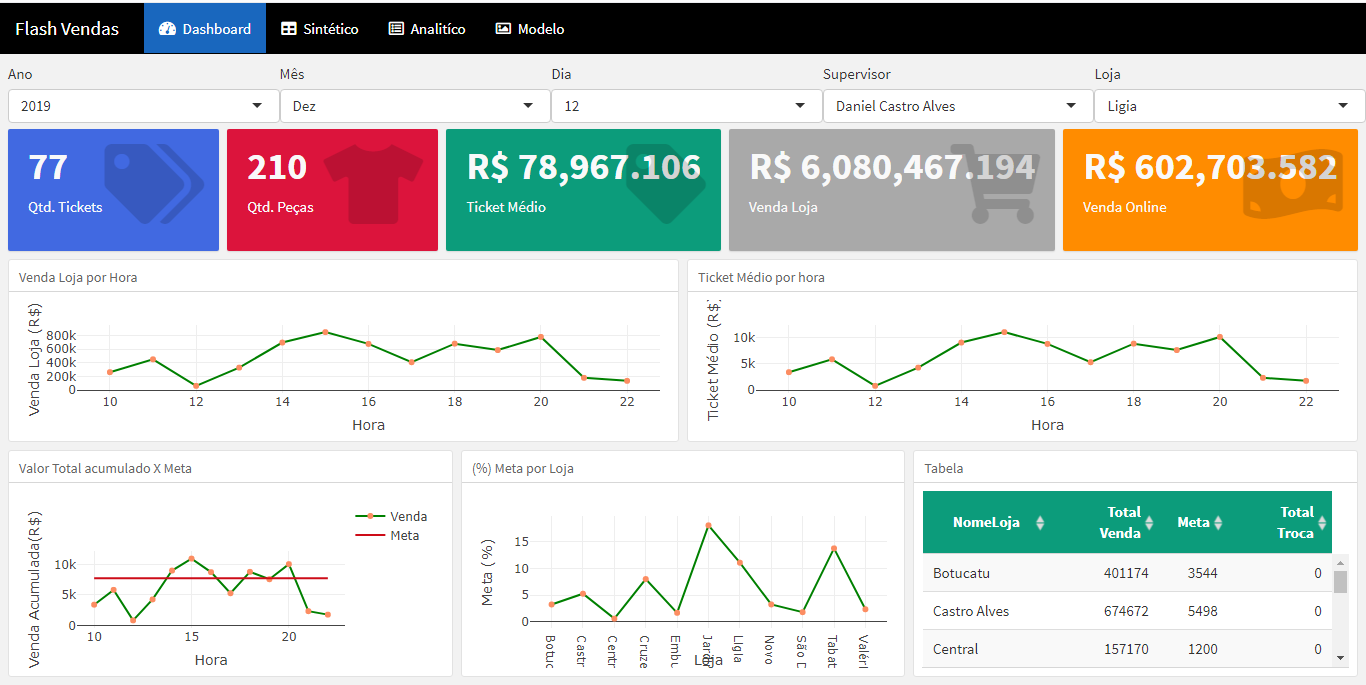 Flash Vendas Dashboard Sintético Analitíco Modelo
Ano Mês Dia Supervisor Loja
2019 Dez 12 Daniel Castro Alves Ligia
77 210 R$ 78,967.106 R$ 6,080,467.194 R$ 602,703.582
Qtd. Tickets Qtd. Peças Ticket Médio Venda Loja Venda Online
Venda Loja por Hora
Venda Loja (R$)
800k
600k
400k
200k
0
10 12 14 16 18 20 22
Hora
Ticket Médio por hora
Ticket Médio (R$)
10k
5k
0
10 12 14 16 18 20 22
Hora
Valor Total acumulado X Meta
Venda Acumulada(R$)
10k
5k
0
10 15 20
Hora
Venda
Meta
(%) Meta por Loja
Meta (%)
15
10
5
0
Botuc Castr Centr Cruze Embu Jardi Ligia Novo São D Tabat Valéri
Loja
Tabela
NomeLoja Total Venda Meta Total Troca
Botucatu 401174 3544 0
Castro Alves 674672 5498 0
Central 157170 1200 0